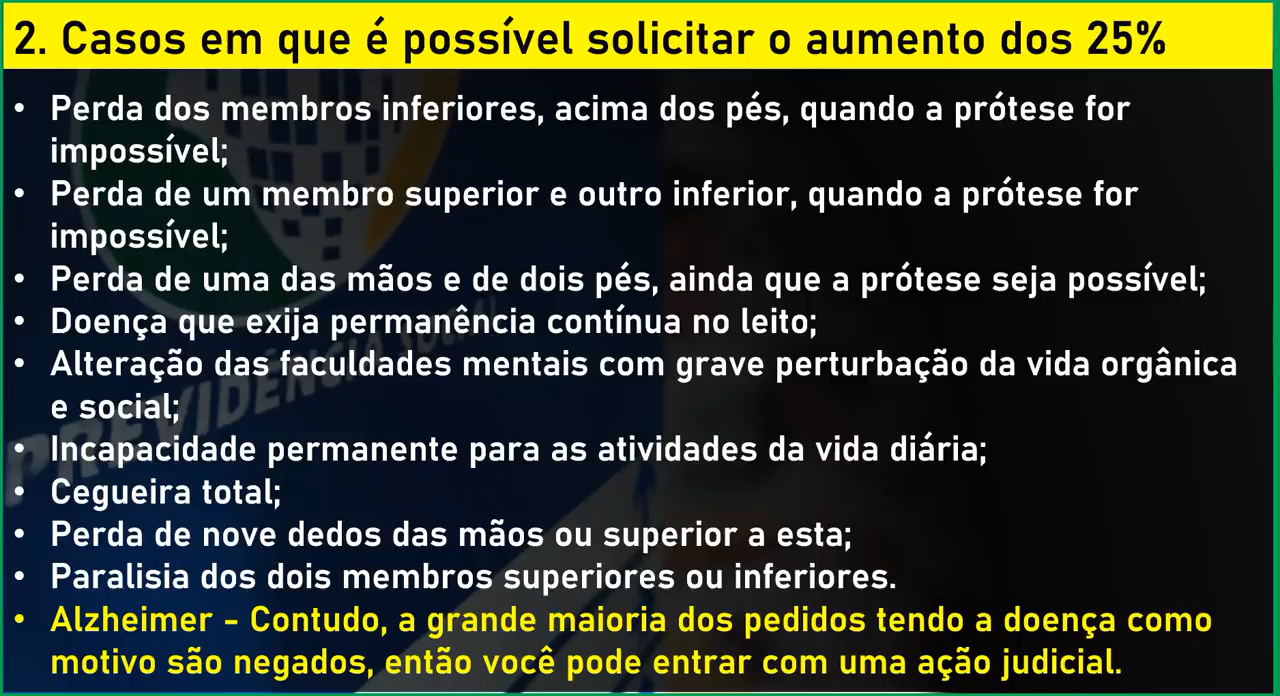 2. Casos em que é possível solicitar o aumento dos 25%
• Perda dos membros inferiores, acima dos pés, quando a prótese for
impossível;
• Perda de um membro superior e outro inferior, quando a prótese for
impossível;
• Perda de uma das mãos e de dois pés, ainda que a prótese seja possível;
• Doença que exija permanência contínua no leito;
• Alteração das faculdades mentais com grave perturbação da vida orgânica
e social;
• Incapacidade permanente para as atividades da vida diária;
• Cegueira total;
• Perda de nove dedos das mãos ou superior a esta;
• Paralisia dos dois membros superiores ou inferiores.
• Alzheimer - Contudo, a grande maioria dos pedidos tendo a doença como
motivo são negados, então você pode entrar com uma ação judicial.
PREVIDÊNCIA SOCIAL